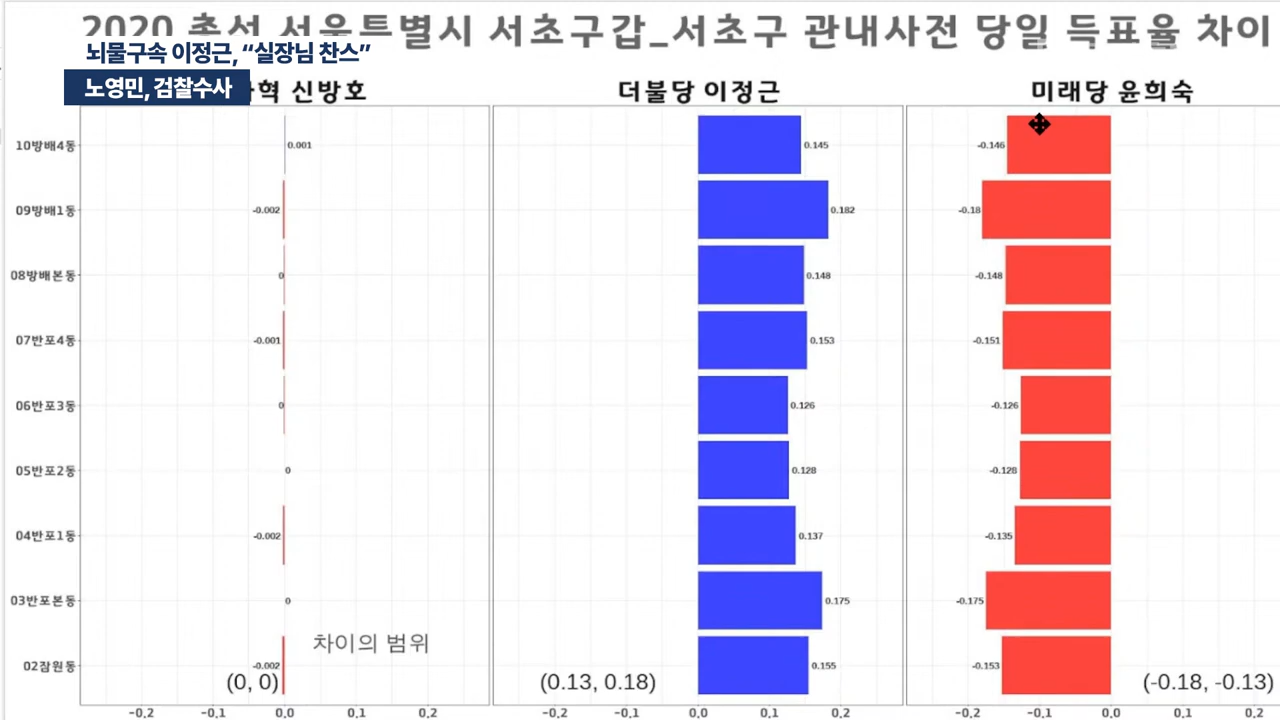 2020 총선 서울특별시 서초구갑_서초구 관내사전 당일 득표율 차이
뇌물구속 이정근, “실장님 찬스”
노영민, 검찰수사
혁 신방호
더불당 이정근
미래당 윤희숙
10방배4동 0.001 0.145 -0.146
09방배1동 -0.002 0.182 -0.18
08방배본동 0 0.148 -0.148
07반포4동 -0.001 0.153 -0.151
06반포3동 0 0.126 -0.126
05반포2동 0 0.128 -0.128
04반포1동 -0.002 0.137 -0.135
03반포본동 0 0.175 -0.175
차이의 범위
02잠원동 -0.002 0.155 -0.153
(0, 0) (0.13, 0.18) (-0.18, -0.13)
-0.2 -0.1 0.0 0.1 0.2 -0.2 -0.1 0.0 0.1 0.2 -0.2 -0.1 0.0 0.1 0.2